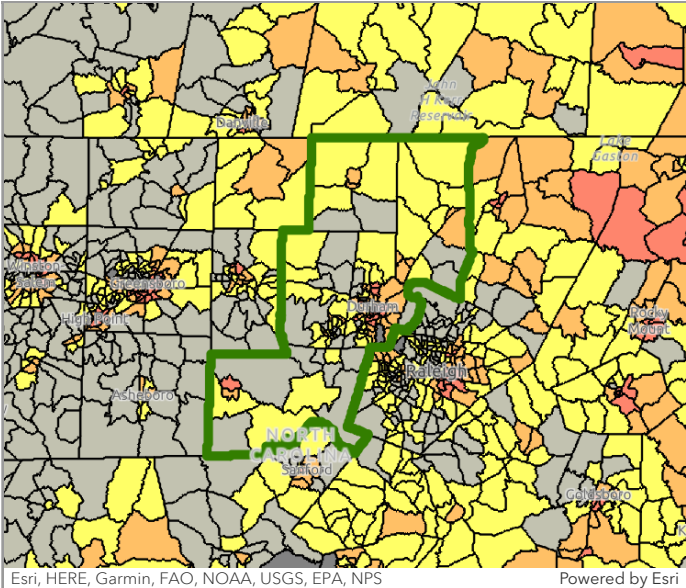 John
H Kerr
Reservoir
Danville
Lake
Gaston
Winston-
Salem
Greensboro
High Point
Durham
Rocky
Mount
Raleigh
Asheboro
NORTH
CAROLINA
Sanford
Goldsboro
K
Esri, HERE, Garmin, FAO, NOAA, USGS, EPA, NPS
Powered by Esri